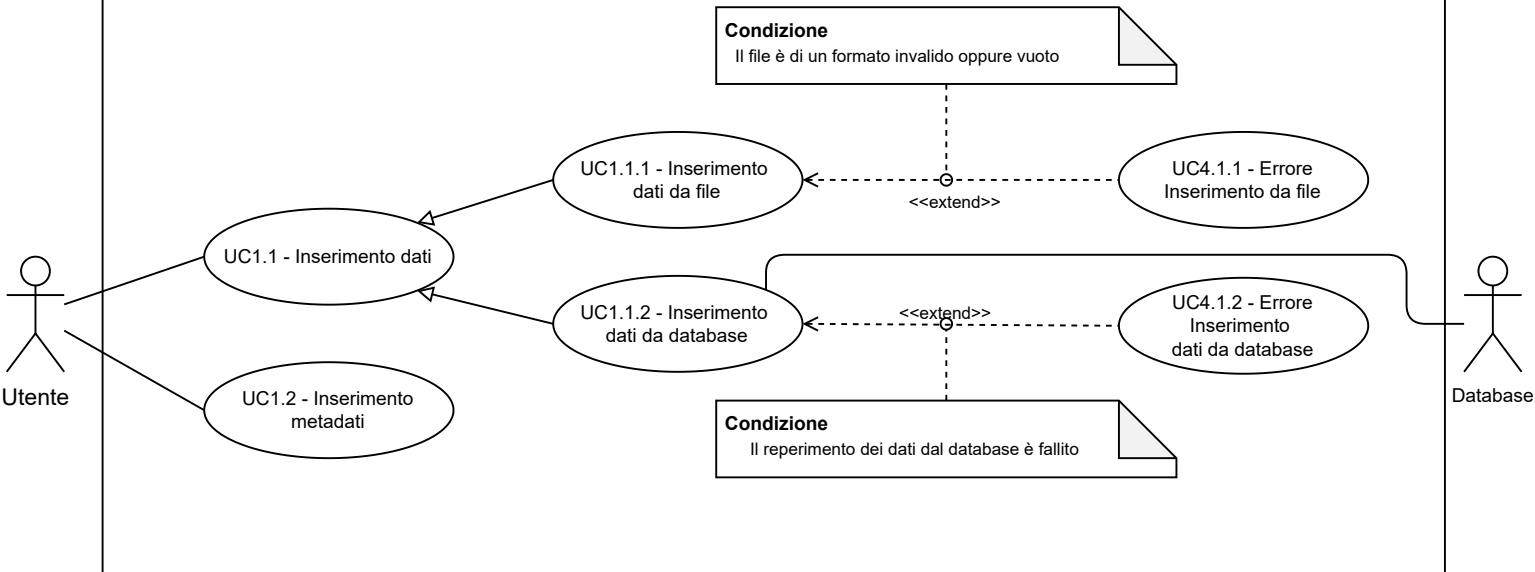 Condizione
Il file è di un formato invalido oppure vuoto
UC1.1.1 - Inserimento
dati da file
<<extend>>
UC4.1.1 - Errore
Inserimento da file
UC1.1 - Inserimento dati
UC1.1.2 - Inserimento
dati da database
<<extend>>
UC4.1.2 - Errore
Inserimento
dati da database
Utente
Database
UC1.2 - Inserimento
metadati
Condizione
Il reperimento dei dati dal database è fallito